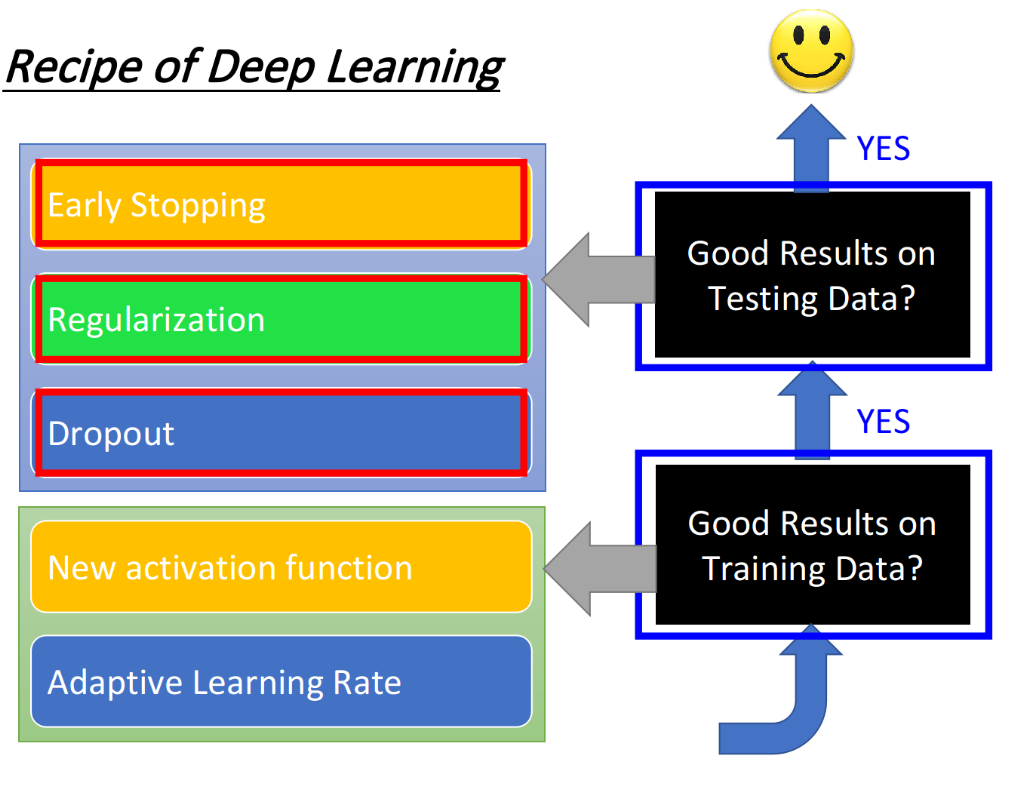 Recipe of Deep Learning
YES
Early Stopping
Good Results on
Testing Data?
Regularization
Dropout
YES
Good Results on
Training Data?
New activation function
Adaptive Learning Rate